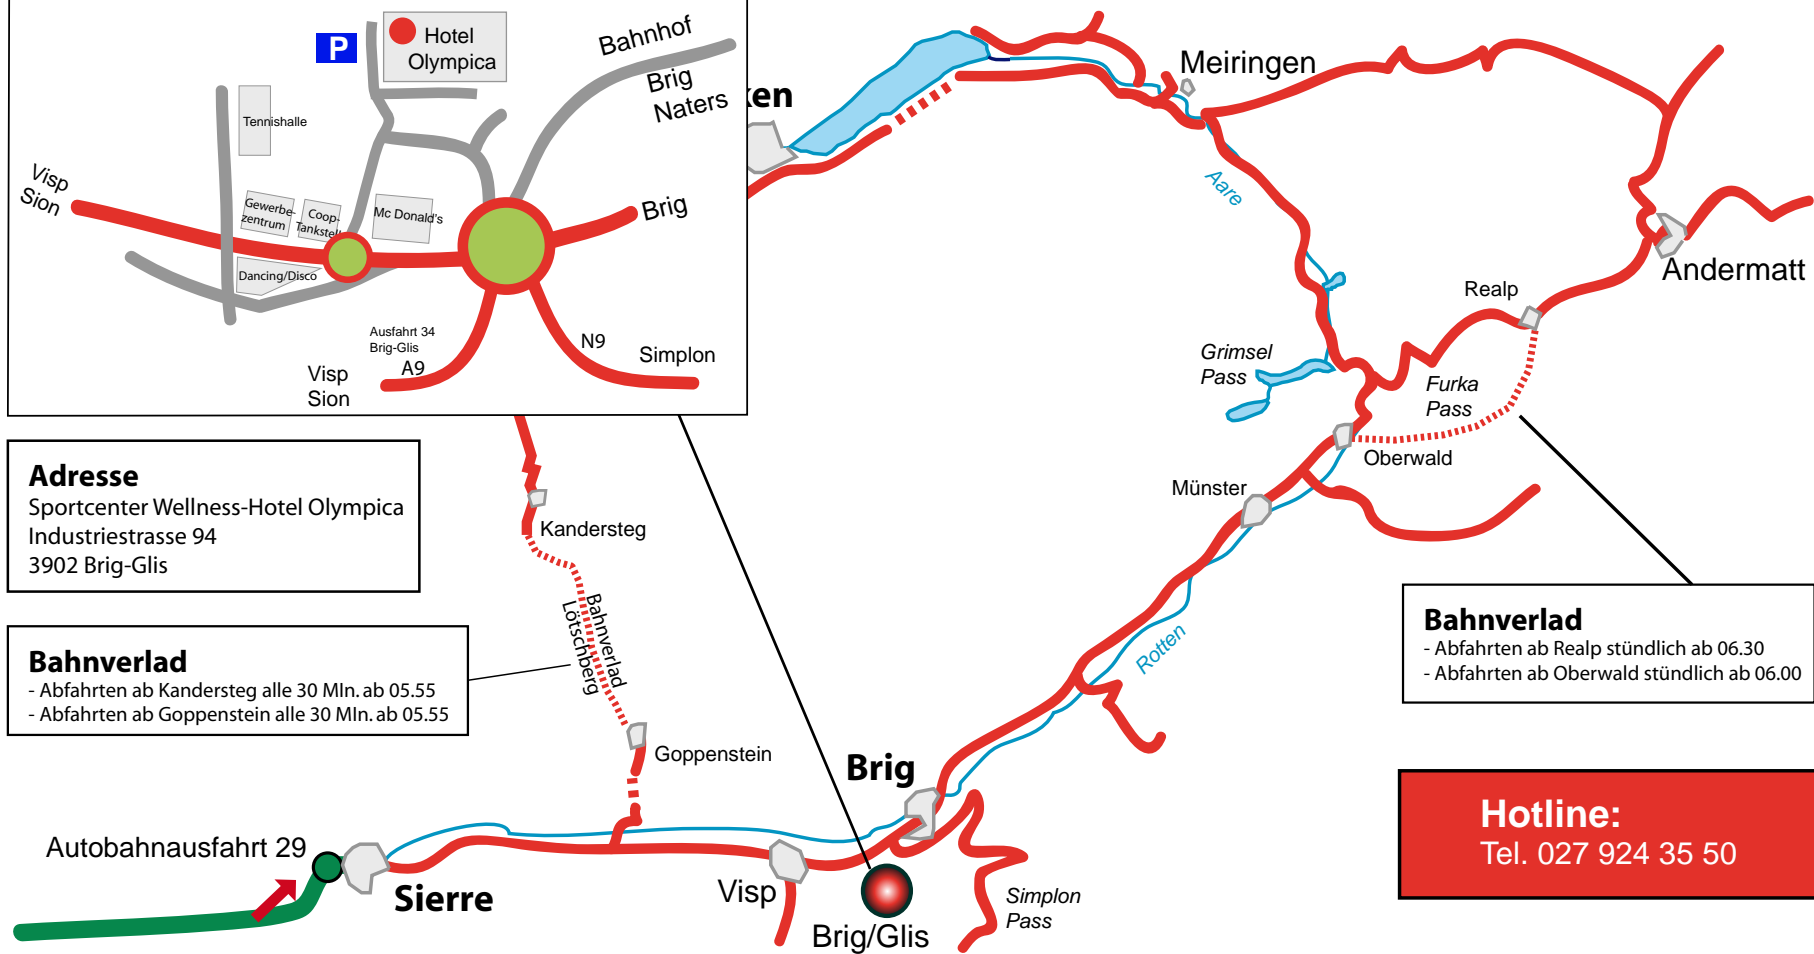 P
Hotel
Olympica
Bahnhof
Brig
Naters
Tennishalle
Visp
Sion
Gewerbe-
zentrum
Coop-
Tankstell
Mc Donald's
Brig
Dancing/Disco
Ausfahrt 34
Brig-Glis
A9
N9
Visp
Sion
Simplon
ken
Meiringen
Aare
Andermatt
Realp
Grimsel
Pass
Furka
Pass
Oberwald
Münster
Adresse
Sportcenter Wellness-Hotel Olympica
Industriestrasse 94
3902 Brig-Glis
Kandersteg
Bahnverlad
Lötschberg
Bahnverlad
- Abfahrten ab Kandersteg alle 30 MIn. ab 05.55
- Abfahrten ab Goppenstein alle 30 MIn. ab 05.55
Goppenstein
Rotten
Bahnverlad
- Abfahrten ab Realp stündlich ab 06.30
- Abfahrten ab Oberwald stündlich ab 06.00
Brig
Autobahnausfahrt 29
Sierre
Visp
Brig/Glis
Simplon
Pass
Hotline:
Tel. 027 924 35 50